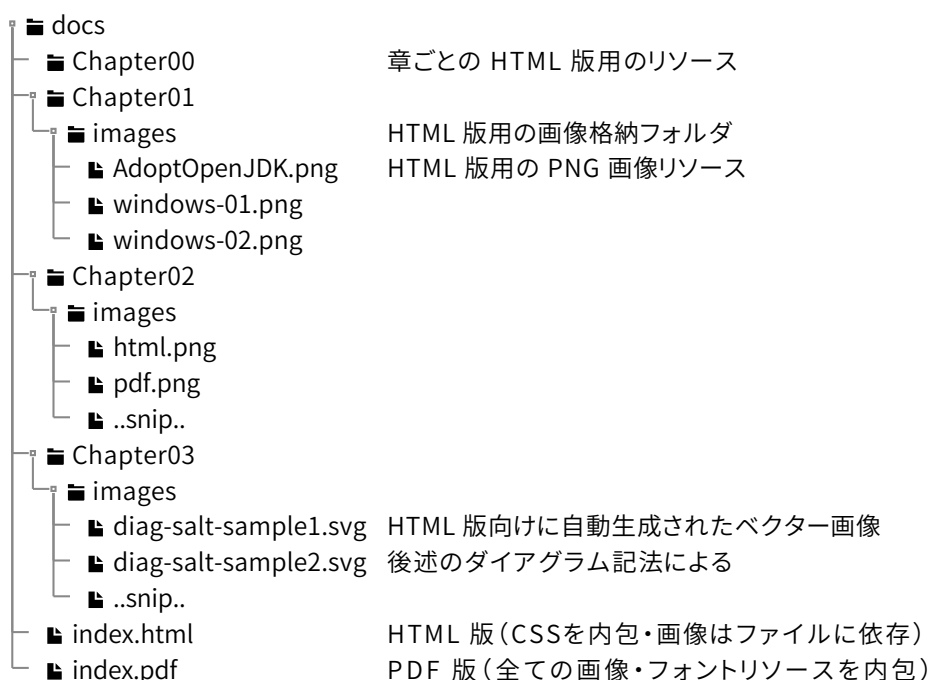 docs
Chapter00 章ごとの HTML 版用のリソース
Chapter01
images HTML 版用の画像格納フォルダ
AdoptOpenJDK.png HTML 版用の PNG 画像リソース
windows-01.png
windows-02.png
Chapter02
images
html.png
pdf.png
..snip..
Chapter03
images
diag-salt-sample1.svg HTML 版向けに自動生成されたベクター画像
diag-salt-sample2.svg 後述のダイアグラム記法による
..snip..
index.html HTML 版(CSSを内包・画像はファイルに依存)
index.pdf PDF 版(全ての画像・フォントリソースを内包)